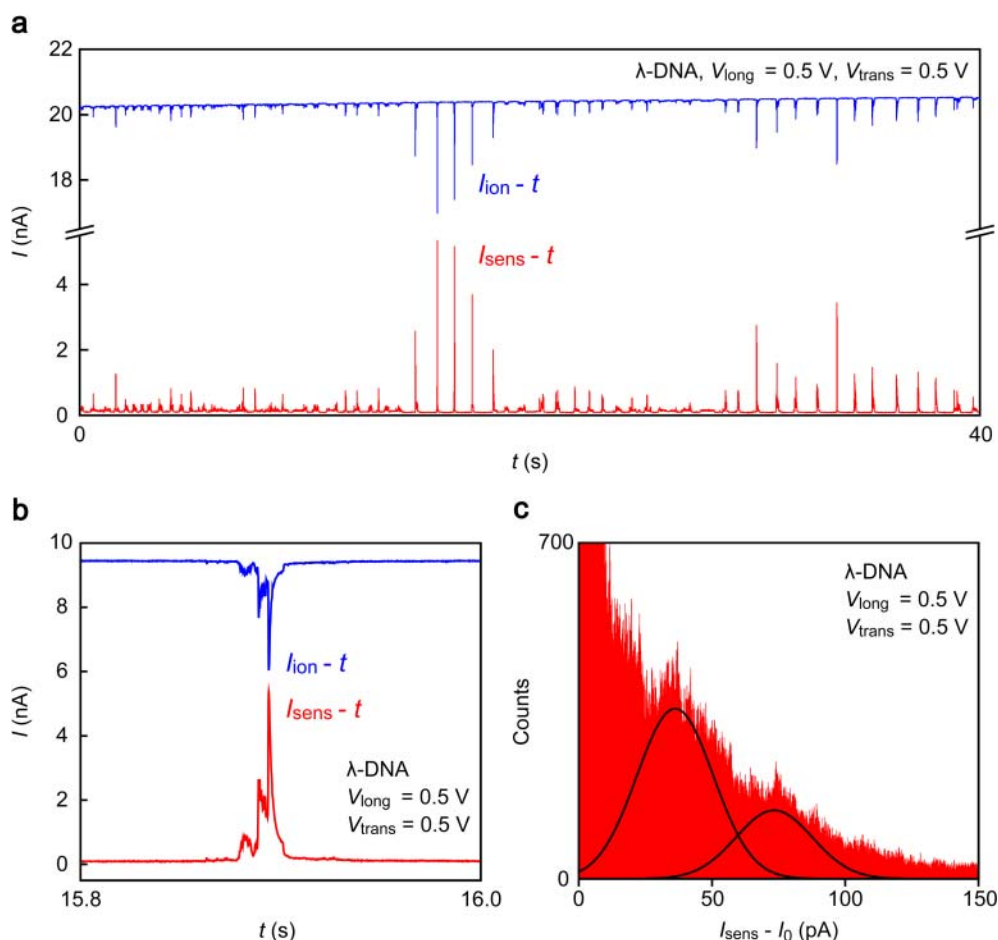 a
22
20
18
4
2
0
I (nA)
λ-DNA, Vlong = 0.5 V, Vtrans = 0.5 V
Iion - t
Isens - t
0
40
t (s)
b
10
8
6
4
2
0
I (nA)
Iion - t
Isens - t
λ-DNA
Vlong = 0.5 V
Vtrans = 0.5 V
15.8
16.0
t (s)
c
700
0
Counts
λ-DNA
Vlong = 0.5 V
Vtrans = 0.5 V
0
50
100
150
Isens - I0 (pA)